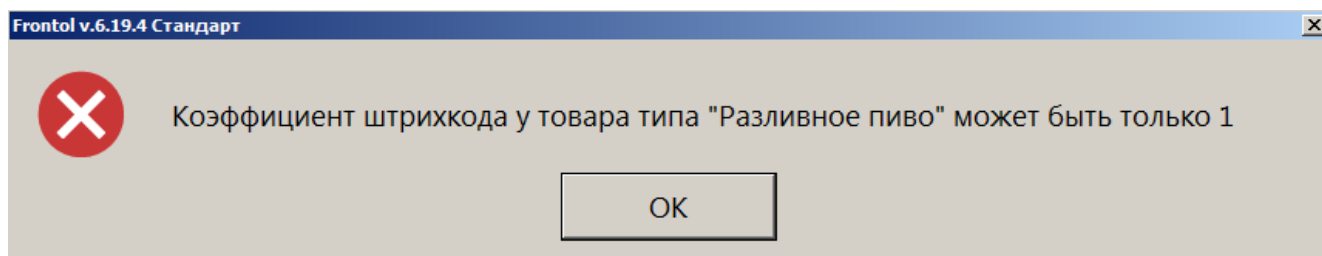 Frontol v.6.19.4 Стандарт
Коэффициент штрихкода у товара типа "Разливное пиво" может быть только 1
OK